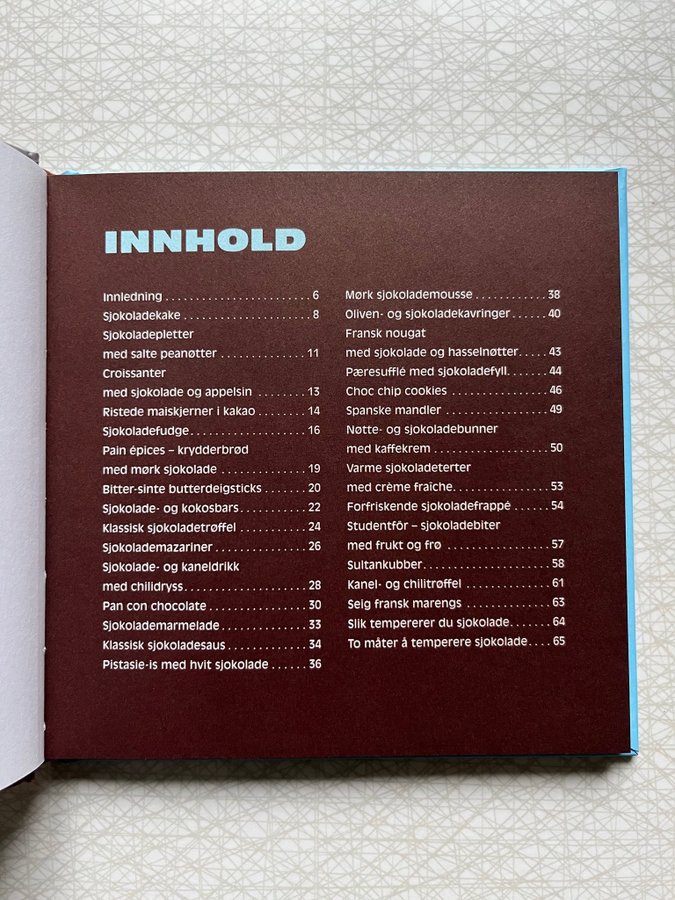 INNHOLD
Innledning . . . . . . . . . . . . . . . . . . . . . . . . 6
Sjokoladekake . . . . . . . . . . . . . . . . . . . . . . 8
Sjokoladepletter
med salte peanøtter . . . . . . . . . . . . . . . 11
Croissanter
med sjokolade og appelsin . . . . . . . . . 13
Ristede maiskjerner i kakao . . . . . . . . . 14
Sjokoladefudge . . . . . . . . . . . . . . . . . . . . 16
Pain épices – krydderbrød
med mørk sjokolade . . . . . . . . . . . . . . . 19
Bitter-sinte butterdeigsticks . . . . . . . . 20
Sjokolade- og kokosbars . . . . . . . . . . . . 22
Klassisk sjokoladetrøffel . . . . . . . . . . . . 24
Sjokolademazariner . . . . . . . . . . . . . . . . 26
Sjokolade- og kaneldrikk
med chilidryss . . . . . . . . . . . . . . . . . . . . . 28
Pan con chocolate . . . . . . . . . . . . . . . . . 30
Sjokolademarmelade . . . . . . . . . . . . . . . 33
Klassisk sjokoladesaus . . . . . . . . . . . . . . 34
Pistasie-is med hvit sjokolade . . . . . . 36
Mørk sjokolademousse . . . . . . . . . . . . 38
Oliven- og sjokoladekavringer . . . . . . 40
Fransk nougat
med sjokolade og hasselnøtter . . . . . 43
Pæresufflé med sjokoladefyll . . . . . . . 44
Choc chip cookies . . . . . . . . . . . . . . . . 46
Spanske mandler . . . . . . . . . . . . . . . . . 49
Nøtte- og sjokoladebunner
med kaffekrem . . . . . . . . . . . . . . . . . . . 50
Varme sjokoladeterter
med crème fraîche . . . . . . . . . . . . . . . . 53
Forfriskende sjokoladefrappé . . . . . . . 54
Studentfôr – sjokoladebiter
med frukt og frø . . . . . . . . . . . . . . . . . . 57
Sultankubber . . . . . . . . . . . . . . . . . . . . . 58
Kanel- og chilitrøffel . . . . . . . . . . . . . . 61
Seig fransk marengs . . . . . . . . . . . . . . 63
Slik tempererer du sjokolade . . . . . . . 64
To måter å temperere sjokolade . . . . 65